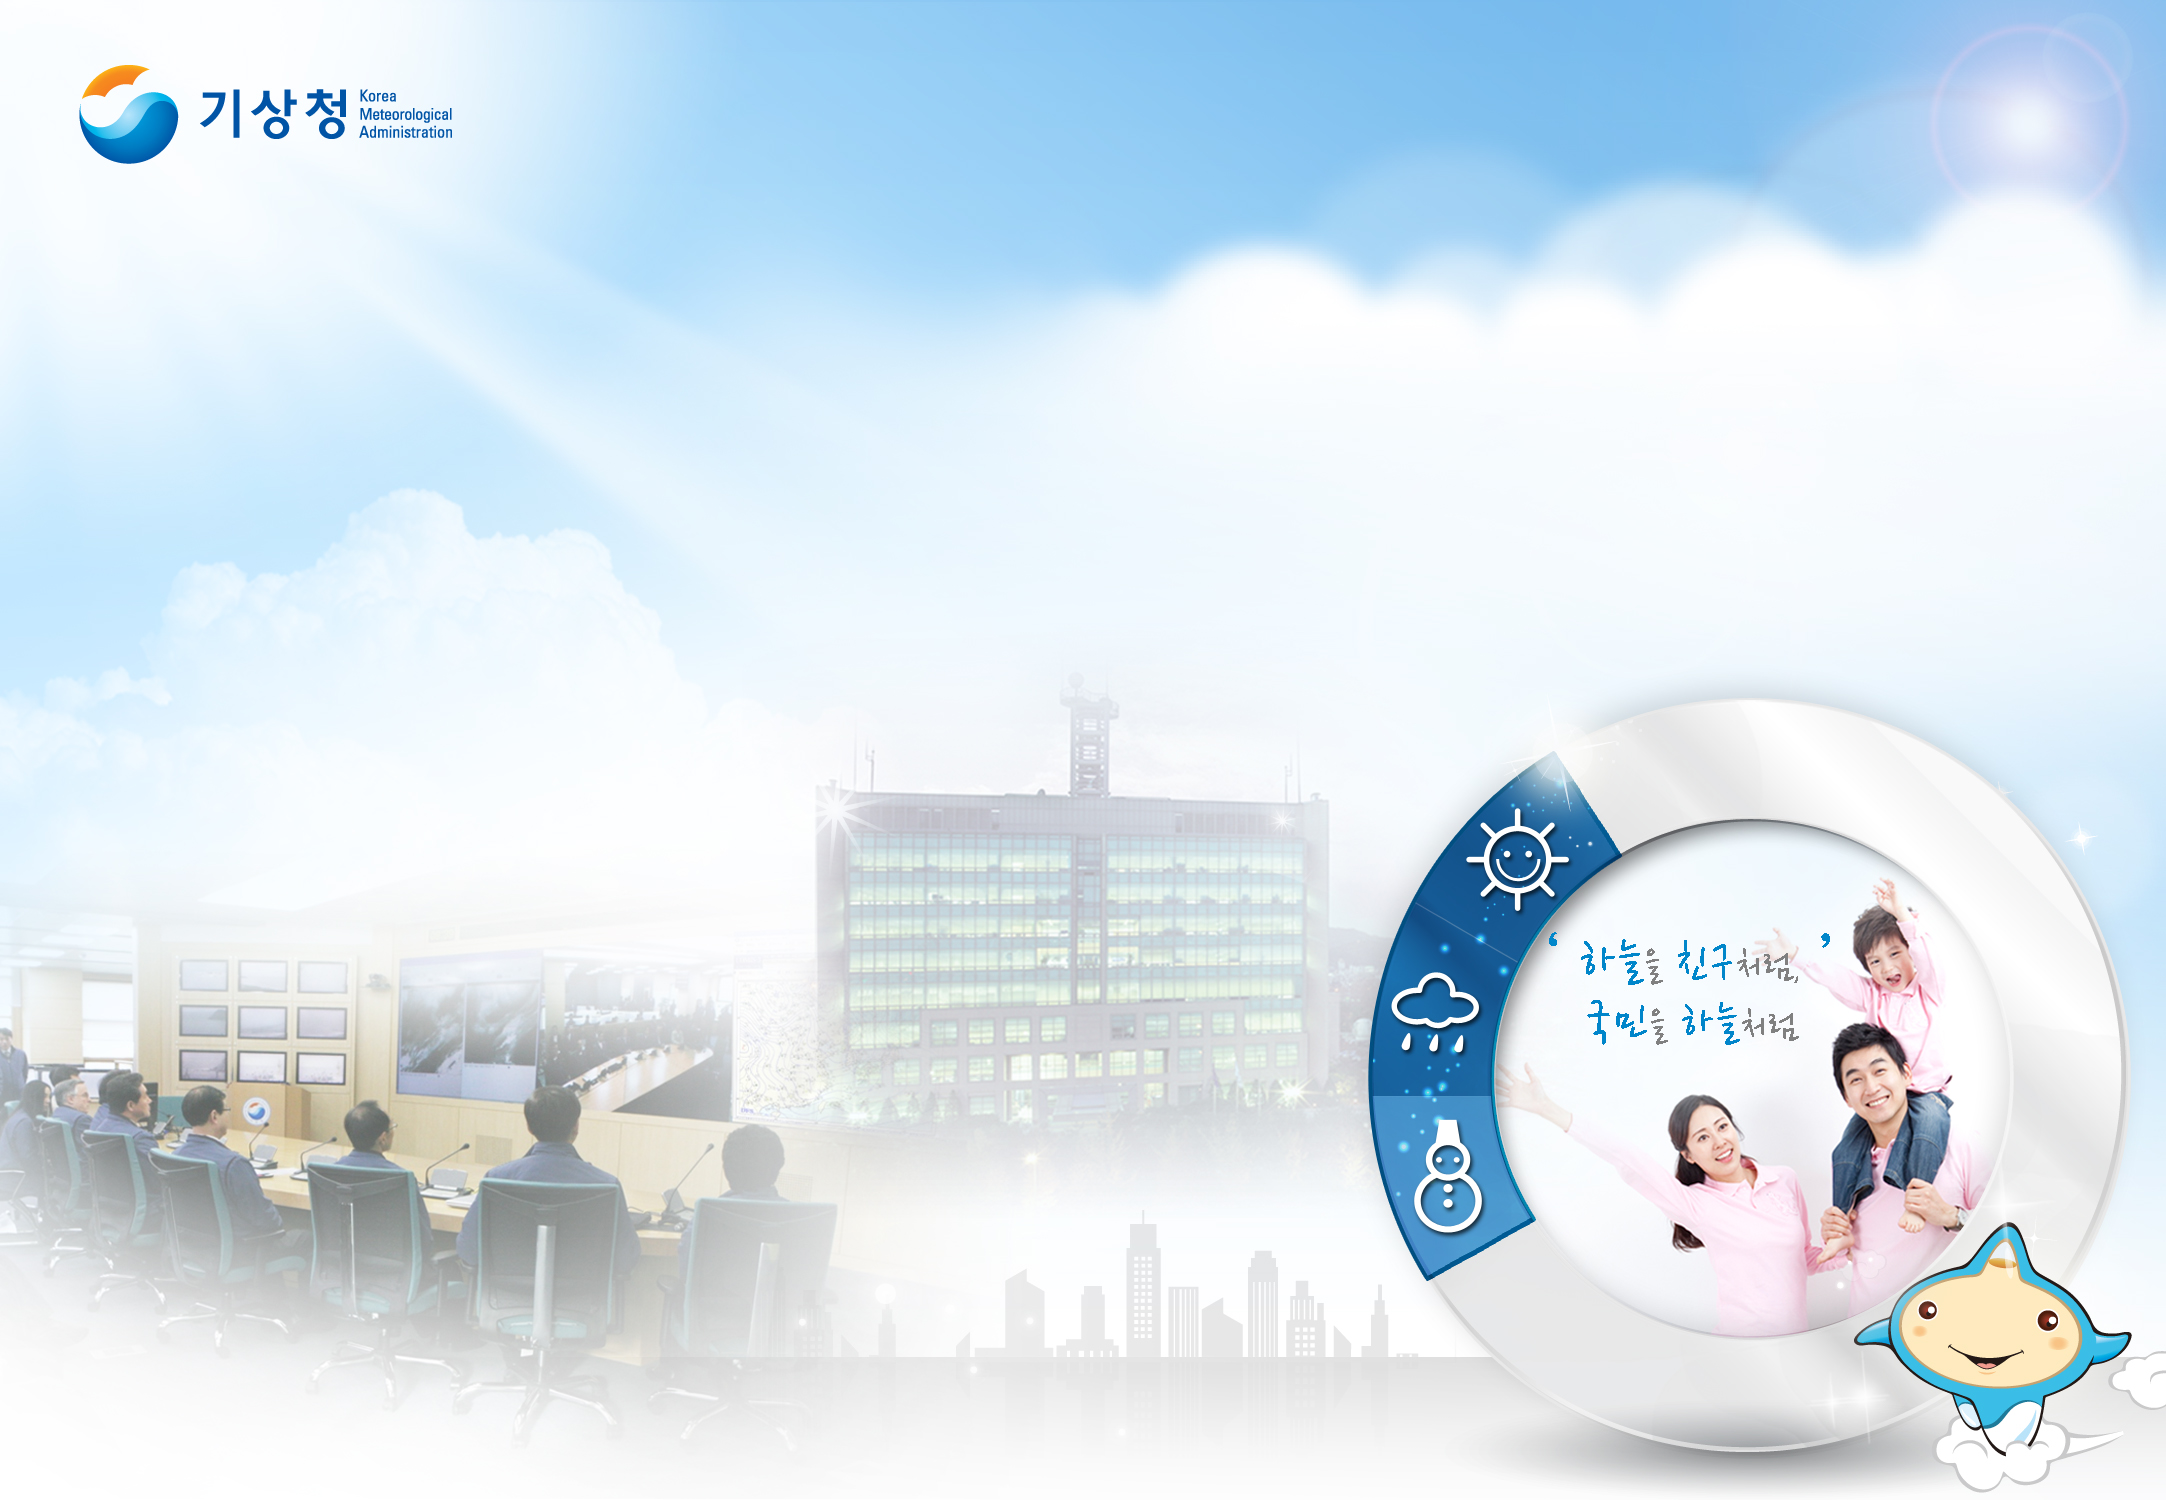 기상청
Korea
Meteorological
Administration
‘ 하늘을 친구처럼, ’
국민을 하늘처럼